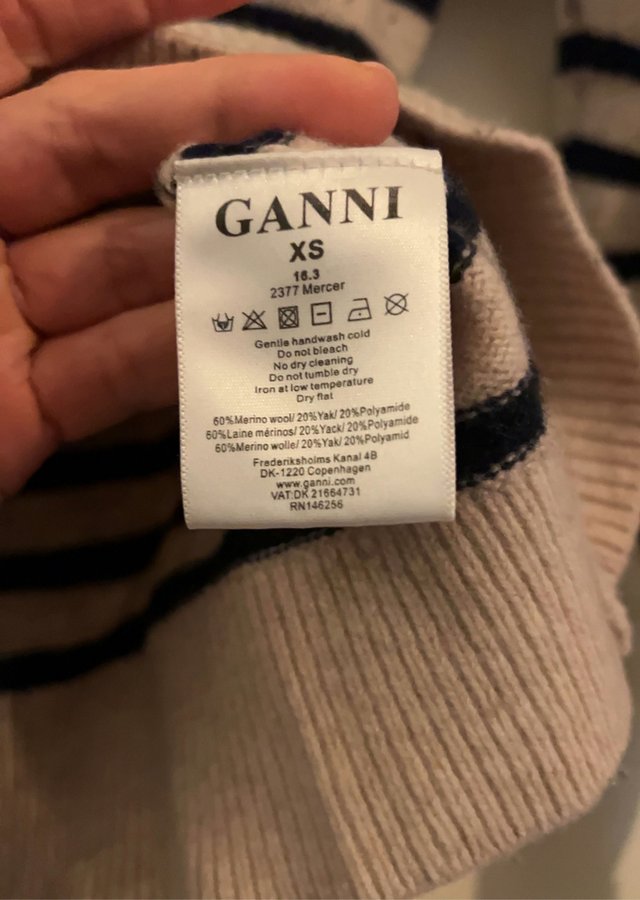 GANNI
XS
16.3
2377 Mercer
Gentle handwash cold
Do not bleach
No dry cleaning
Do not tumble dry
Iron at low temperature
Dry flat
60%Merino wool/ 20%Yak/ 20%Polyamide
60%Laine mérinos/ 20%Yack/ 20%Polyamide
60%Merino wolle/ 20%Yak/ 20%Polyamid
Frederiksholms Kanal 4B
DK-1220 Copenhagen
www.ganni.com
VAT:DK 21664731
RN146256